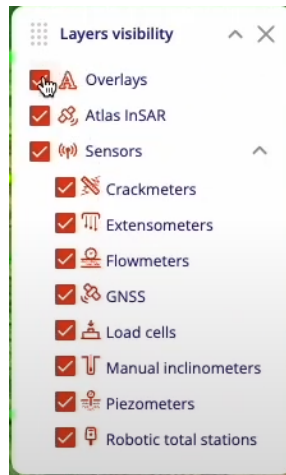 Layers visibility
Overlays
Atlas InSAR
Sensors
Crackmeters
Extensometers
Flowmeters
GNSS
Load cells
Manual inclinometers
Piezometers
Robotic total stations